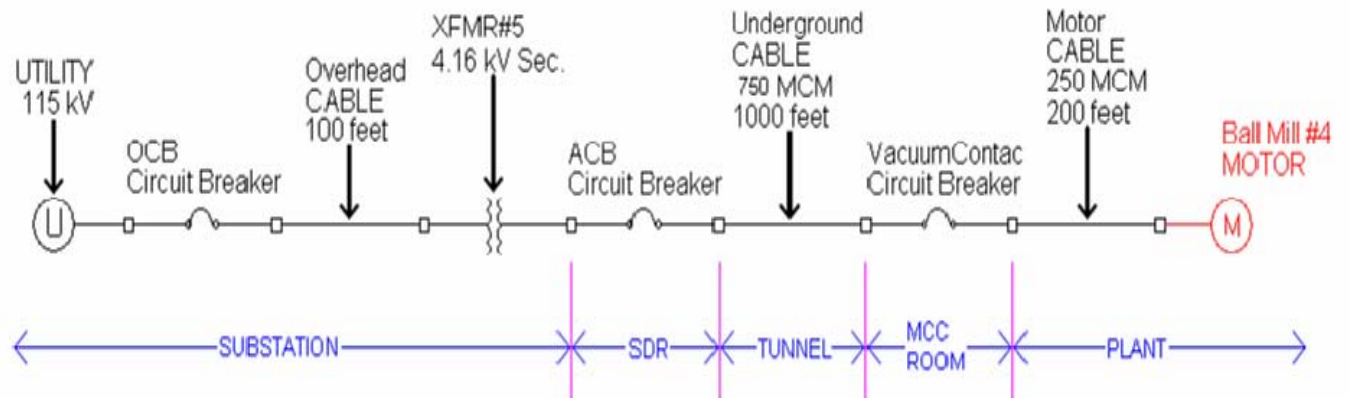 UTILITY
115 kV
OCB
Circuit Breaker
Overhead
CABLE
100 feet
XFMR#5
4.16 kV Sec.
ACB
Circuit Breaker
Underground
CABLE
750 MCM
1000 feet
VacuumContac
Circuit Breaker
Motor
CABLE
250 MCM
200 feet
Ball Mill #4
MOTOR
U
M
SUBSTATION
SDR
TUNNEL
MCC
ROOM
PLANT